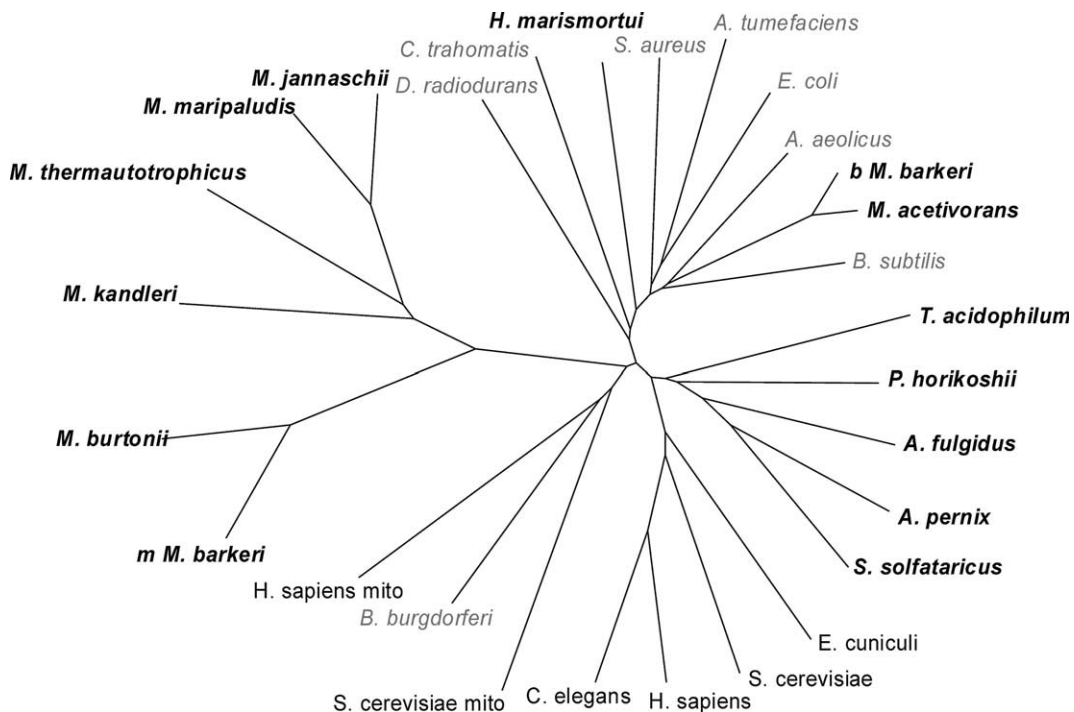 H. marismortui
A. tumefaciens
C. trahomatis
S. aureus
M. jannaschii
D. radiodurans
E. coli
M. maripaludis
A. aeolicus
M. thermautotrophicus
b M. barkeri
M. acetivorans
B. subtilis
M. kandleri
T. acidophilum
P. horikoshii
M. burtonii
A. fulgidus
A. pernix
m M. barkeri
S. solfataricus
H. sapiens mito
B. burgdorferi
E. cuniculi
S. cerevisiae
S. cerevisiae mito
C. elegans
H. sapiens